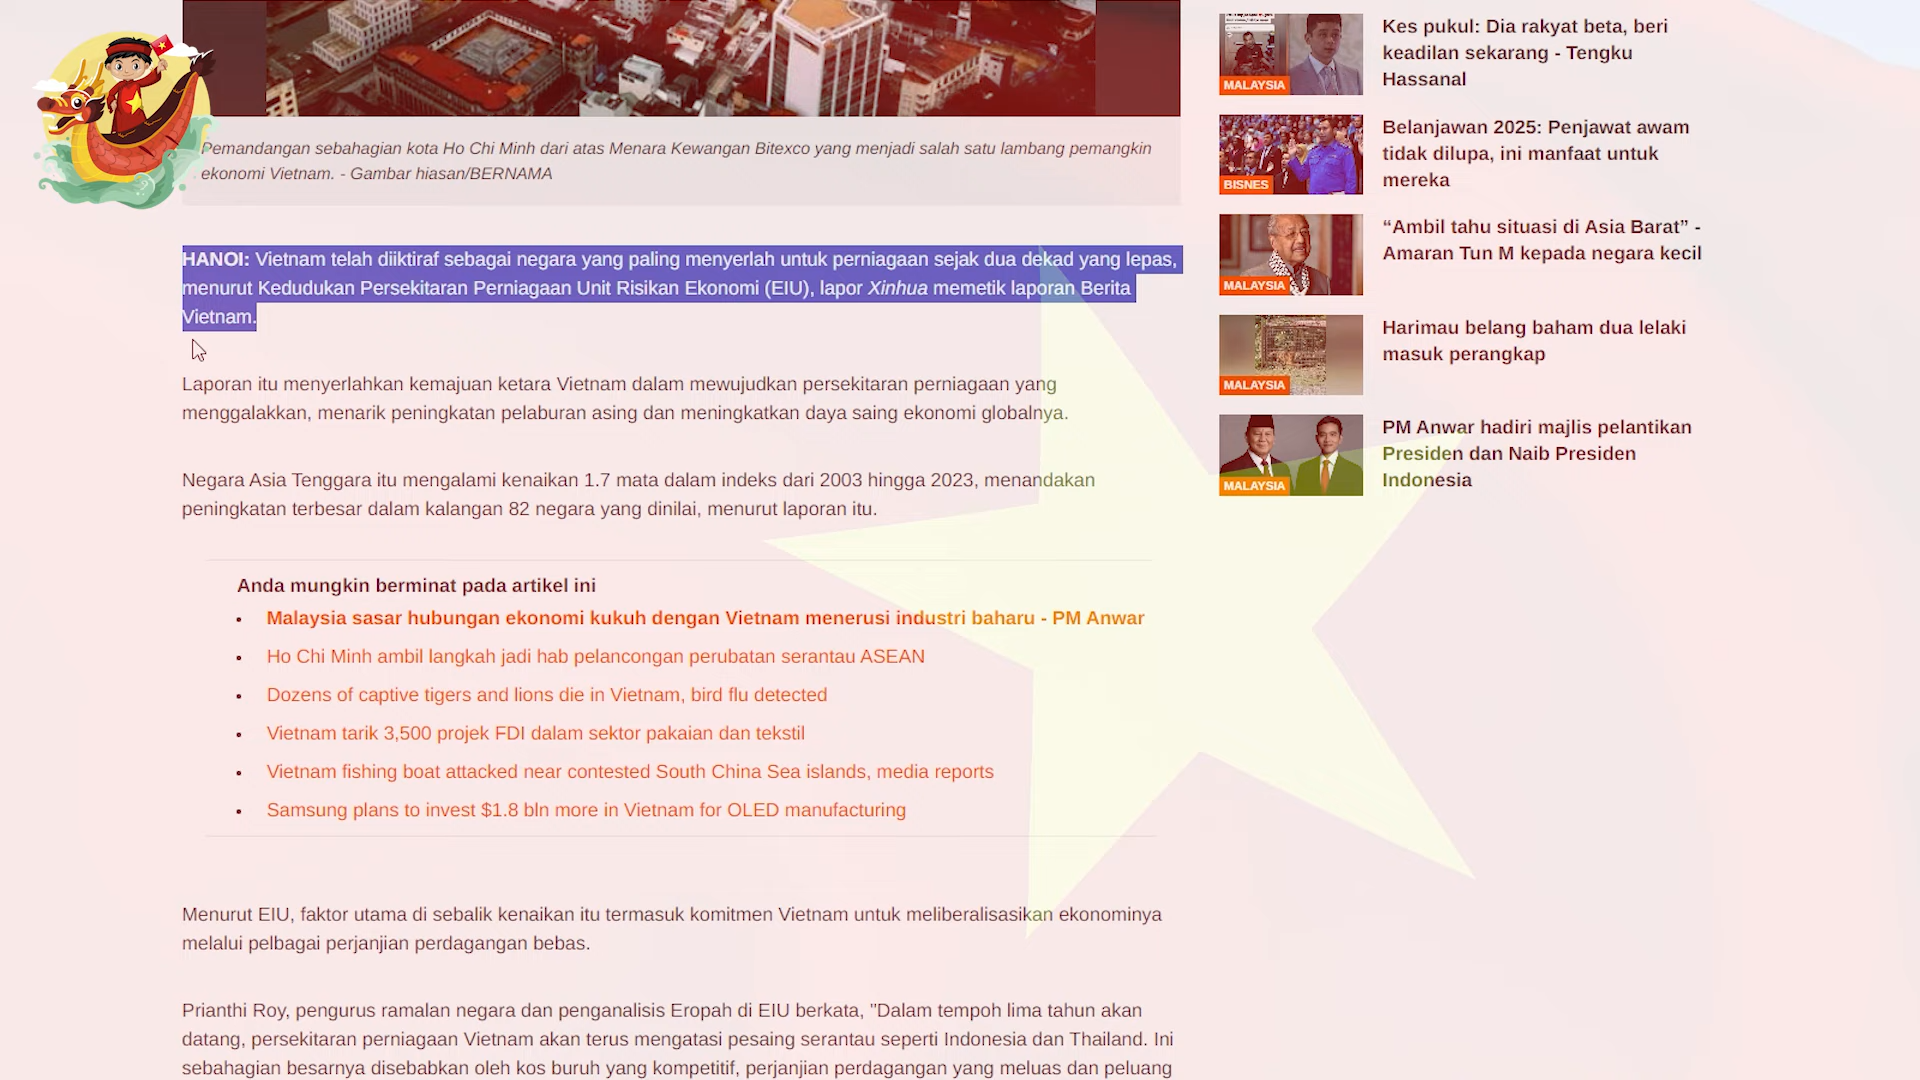 Pemandangan sebahagian kota Ho Chi Minh dari atas Menara Kewangan Bitexco yang menjadi salah satu lambang pemangkin
ekonomi Vietnam. - Gambar hiasan/BERNAMA
HANOI: Vietnam telah diiktiraf sebagai negara yang paling menyerlah untuk perniagaan sejak dua dekad yang lepas,
menurut Kedudukan Persekitaran Perniagaan Unit Risikan Ekonomi (EIU), lapor Xinhua memetik laporan Berita
Vietnam.
Laporan itu menyerlahkan kemajuan ketara Vietnam dalam mewujudkan persekitaran perniagaan yang
menggalakkan, menarik peningkatan pelaburan asing dan meningkatkan daya saing ekonomi globalnya.
Negara Asia Tenggara itu mengalami kenaikan 1.7 mata dalam indeks dari 2003 hingga 2023, menandakan
peningkatan terbesar dalam kalangan 82 negara yang dinilai, menurut laporan itu.
Anda mungkin berminat pada artikel ini
• Malaysia sasar hubungan ekonomi kukuh dengan Vietnam menerusi industri baharu - PM Anwar
• Ho Chi Minh ambil langkah jadi hab pelancongan perubatan serantau ASEAN
• Dozens of captive tigers and lions die in Vietnam, bird flu detected
• Vietnam tarik 3,500 projek FDI dalam sektor pakaian dan tekstil
• Vietnam fishing boat attacked near contested South China Sea islands, media reports
• Samsung plans to invest $1.8 bln more in Vietnam for OLED manufacturing
Menurut EIU, faktor utama di sebalik kenaikan itu termasuk komitmen Vietnam untuk meliberalisasikan ekonominya
melalui pelbagai perjanjian perdagangan bebas.
Prianthi Roy, pengurus ramalan negara dan penganalisis Eropah di EIU berkata, "Dalam tempoh lima tahun akan
datang, persekitaran perniagaan Vietnam akan terus mengatasi pesaing serantau seperti Indonesia dan Thailand. Ini
sebahagian besarnya disebabkan oleh kos buruh yang kompetitif, perjanjian perdagangan yang meluas dan peluang
MALAYSIA
Kes pukul: Dia rakyat beta, beri
keadilan sekarang - Tengku
Hassanal
BISNES
Belanjawan 2025: Penjawat awam
tidak dilupa, ini manfaat untuk
mereka
MALAYSIA
“Ambil tahu situasi di Asia Barat” -
Amaran Tun M kepada negara kecil
MALAYSIA
Harimau belang baham dua lelaki
masuk perangkap
MALAYSIA
PM Anwar hadiri majlis pelantikan
Presiden dan Naib Presiden
Indonesia